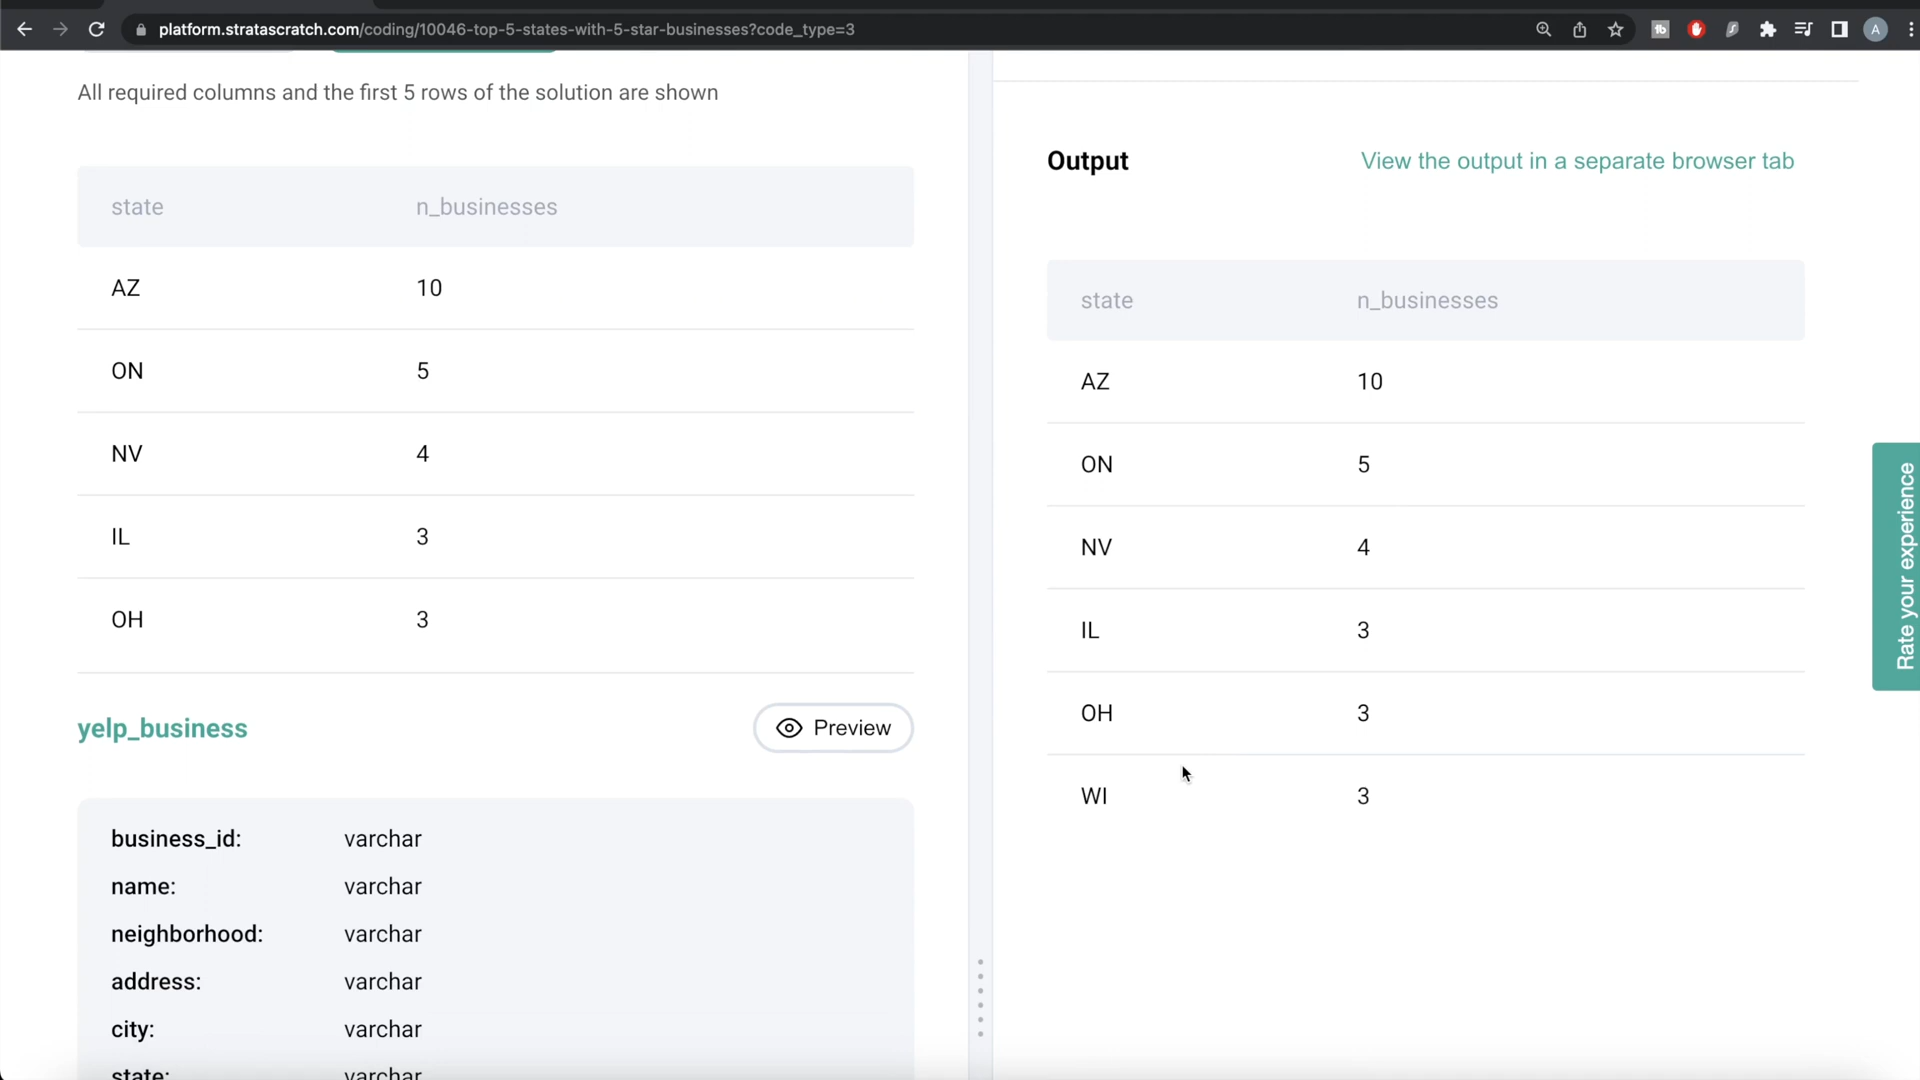 platform.stratascratch.com/coding/10046-top-5-states-with-5-star-businesses?code_type=3
tb
A
All required columns and the first 5 rows of the solution are shown
state n_businesses
AZ 10
ON 5
NV 4
IL 3
OH 3
yelp_business
Preview
business_id: varchar
name: varchar
neighborhood: varchar
address: varchar
city: varchar
state: varchar
Output
View the output in a separate browser tab
state n_businesses
AZ 10
ON 5
NV 4
IL 3
OH 3
WI 3
Rate your experience